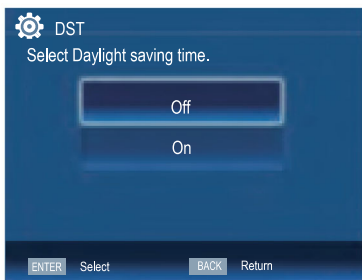 DST
Select Daylight saving time.
Off
On
ENTER Select BACK Return